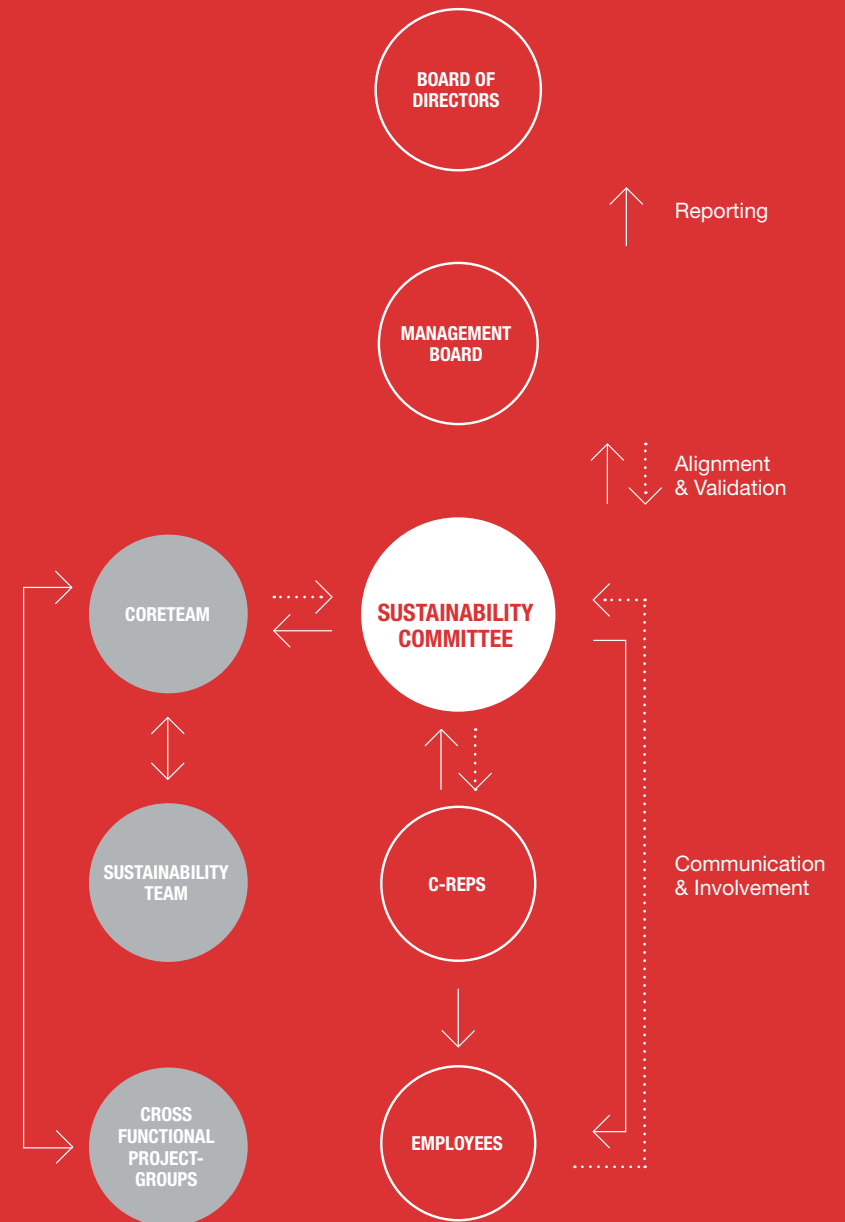 BOARD OF
DIRECTORS
Reporting
MANAGEMENT
BOARD
Alignment
& Validation
CORETEAM
SUSTAINABILITY
COMMITTEE
SUSTAINABILITY
TEAM
C-REPS
Communication
& Involvement
CROSS
FUNCTIONAL
PROJECT-
GROUPS
EMPLOYEES